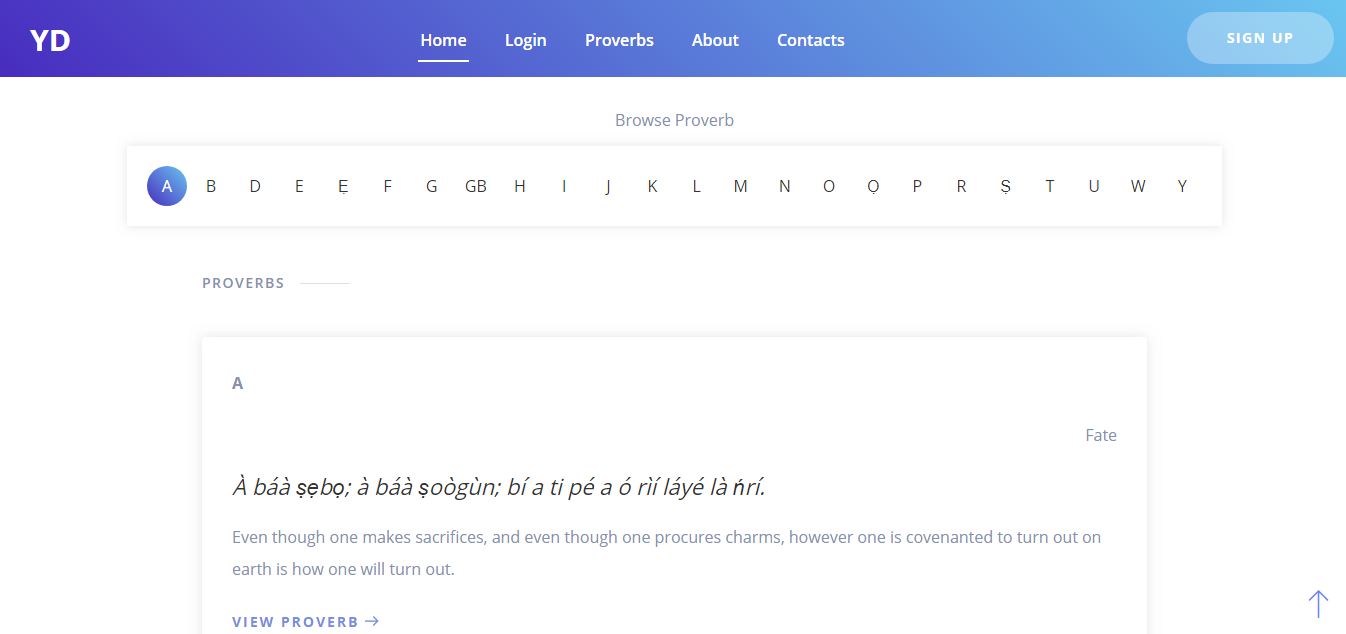 YD
Home Login Proverbs About Contacts
SIGN UP
Browse Proverb
A B D E Ẹ F G GB H I J K L M N O Ọ P R Ṣ T U W Y
PROVERBS
A
Fate
À báà ṣẹbọ; à báà ṣoògùn; bí a ti pé a ó rìí láyé là ńrí.
Even though one makes sacrifices, and even though one procures charms, however one is covenanted to turn out on
earth is how one will turn out.
VIEW PROVERB →